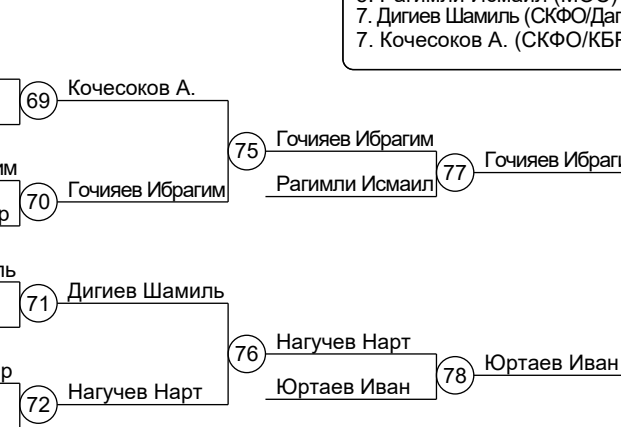 7. Дигиев Шамиль (СКФО/Даг
7. Кочесоков А. (СКФО/КБР
69 Кочесоков А.
75 Гочияев Ибрагим
77 Гочияев Ибраги
70 Гочияев Ибрагим
Рагимли Исмаил
71 Дигиев Шамиль
76 Нагучев Нарт
78 Юртаев Иван
Юртаев Иван
72 Нагучев Нарт